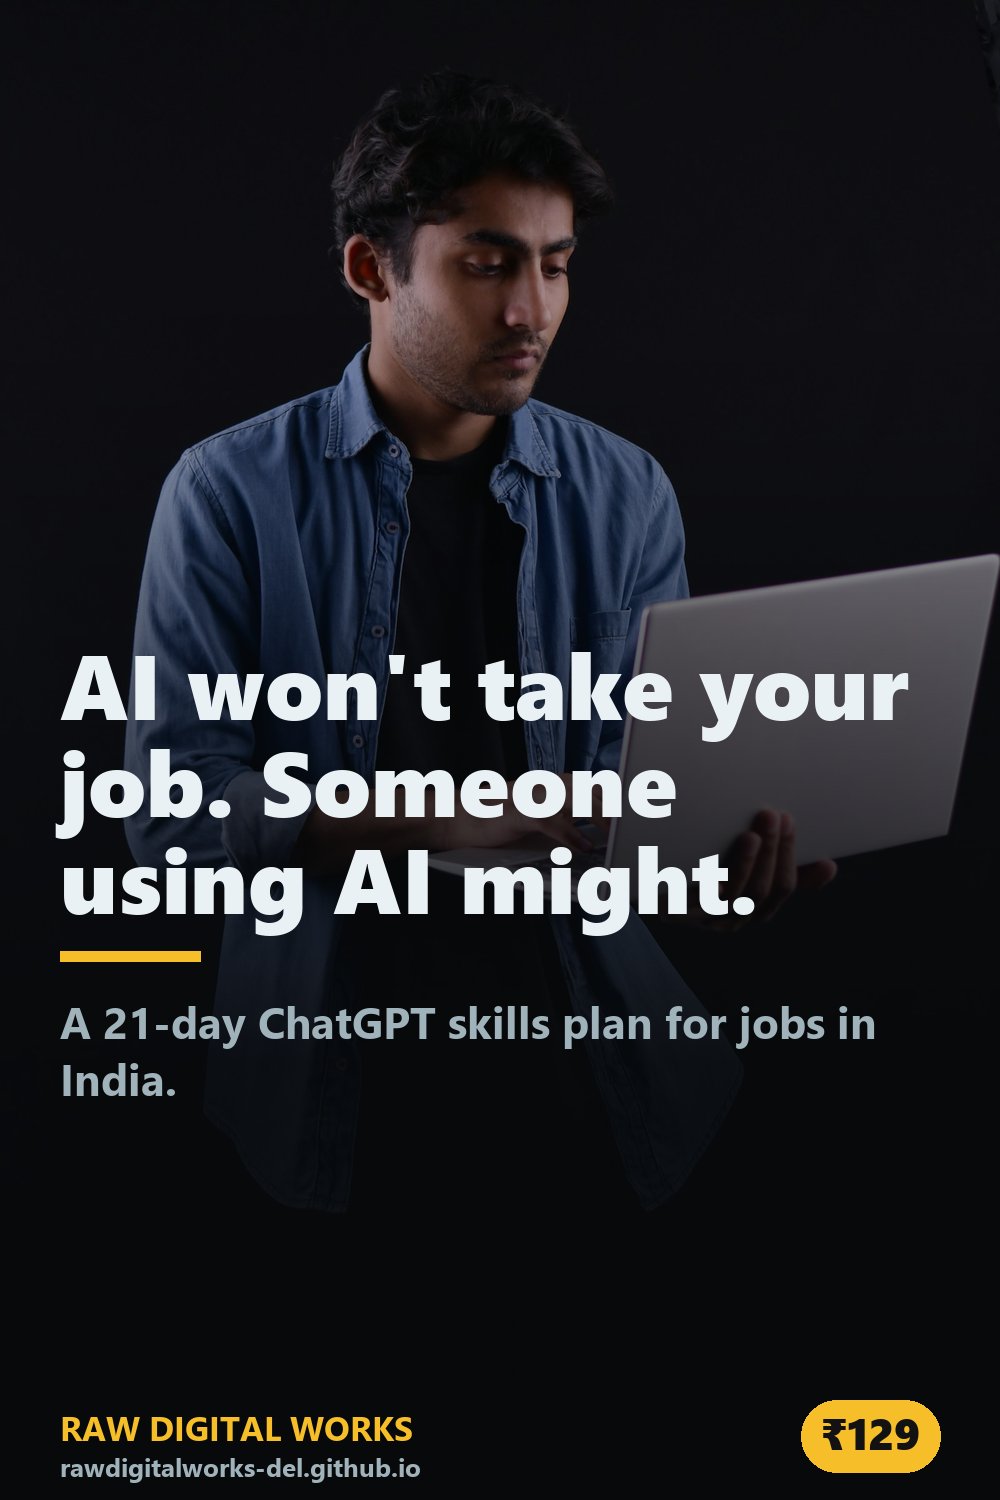 AI won't take your
job. Someone
using AI might.
A 21-day ChatGPT skills plan for jobs in
India.
RAW DIGITAL WORKS
rawdigitalworks-del.github.io
₹129